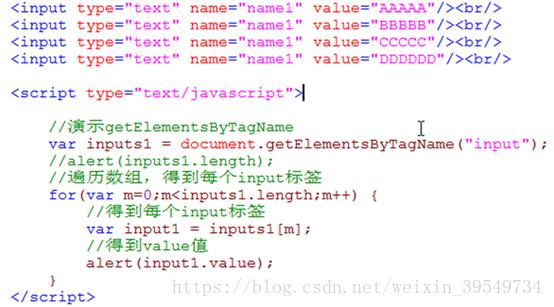 <input type="text" name="name1" value="AAAAA"/><br/>
<input type="text" name="name1" value="BBBBB"/><br/>
<input type="text" name="name1" value="CCCCC"/><br/>
<input type="text" name="name1" value="DDDDDD"/><br/>
<script type="text/javascript">
//演示getElementsByTagName
var inputs1 = document.getElementsByTagName("input");
//alert(inputs1.length);
//遍历数组，得到每个input标签
for(var m=0;m<inputs1.length;m++) {
//得到每个input标签
var input1 = inputs1[m];
//得到value值
alert(input1.value);
}
</script>
https://blog.csdn.net/weixin_39549734